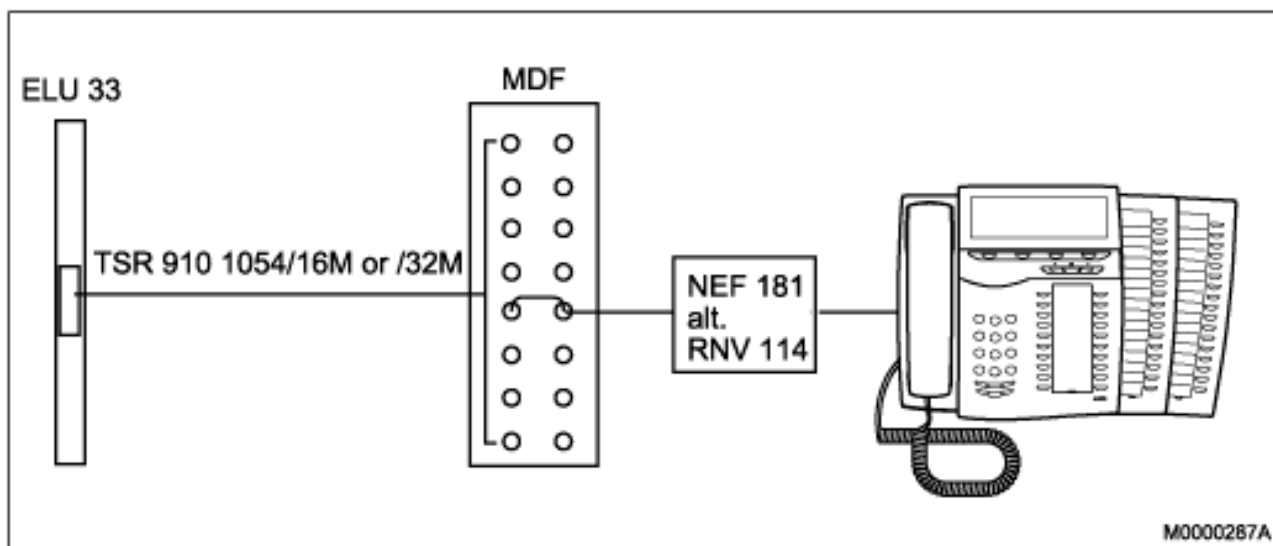 ELU 33
MDF
TSR 910 1054/16M or /32M
NEF 181
alt.
RNV 114
M0000287A